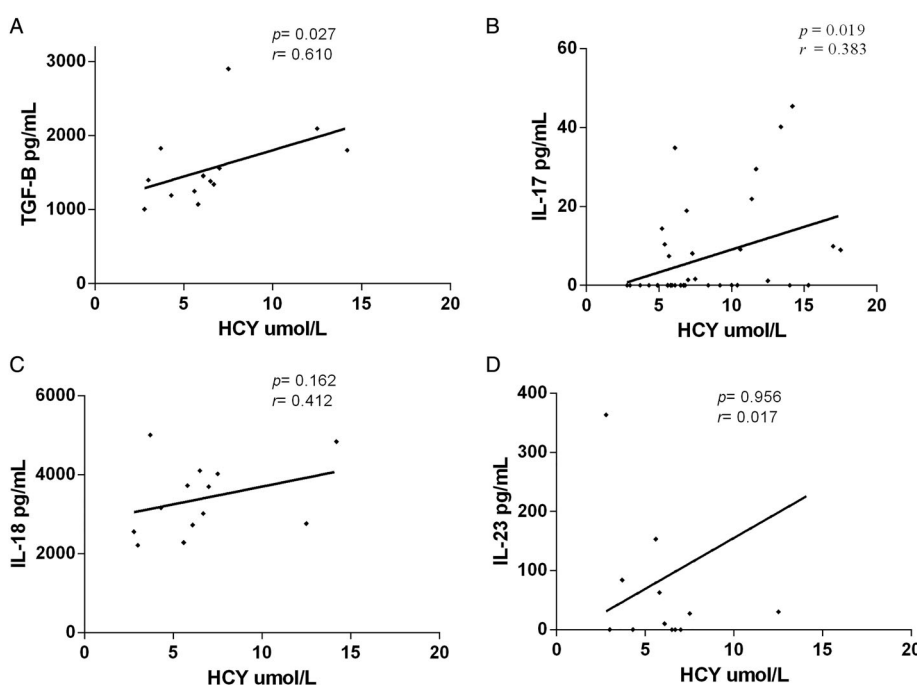 A
p= 0.027
r= 0.610
TGF-B pg/mL
3000
2000
1000
0
0 5 10 15 20
HCY umol/L
B
p = 0.019
r = 0.383
IL-17 pg/mL
60
40
20
0
0 5 10 15 20
HCY umol/L
C
p= 0.162
r= 0.412
IL-18 pg/mL
6000
4000
2000
0
0 5 10 15 20
HCY umol/L
D
p= 0.956
r= 0.017
IL-23 pg/mL
400
300
200
100
0
0 5 10 15 20
HCY umol/L